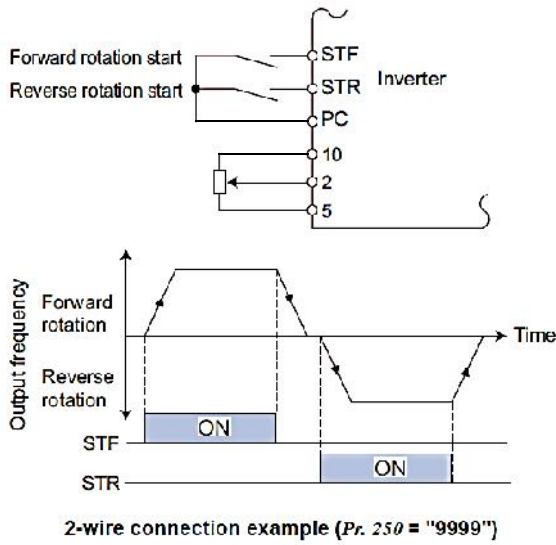 Forward rotation start
STF
Reverse rotation start
STR
Inverter
PC
10
2
5
Output frequency
Forward rotation
Time
Reverse rotation
STF
ON
STR
ON
2-wire connection example (Pr. 250 = "9999")